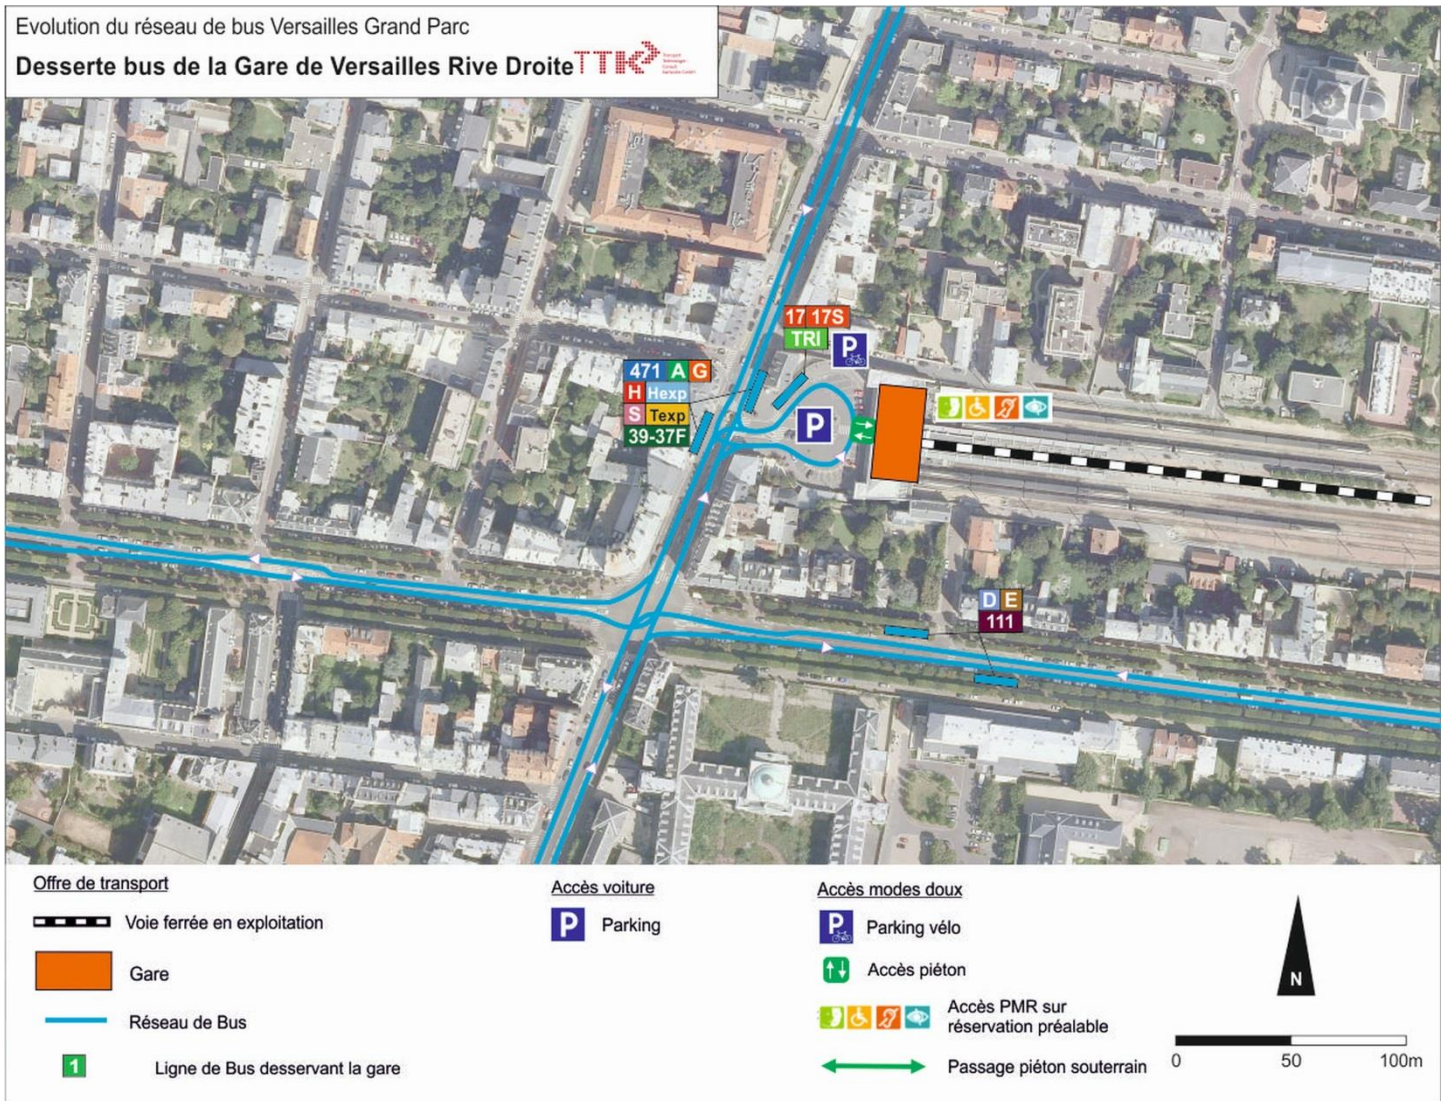 Evolution du réseau de bus Versailles Grand Parc
Desserte bus de la Gare de Versailles Rive Droite TTK
17 17S
TRI
P
471 A G
H Hexp
S Texp
39-37F
P
D E
111
Offre de transport
Voie ferrée en exploitation
Gare
Réseau de Bus
1 Ligne de Bus desservant la gare
Accès voiture
P Parking
Accès modes doux
P Parking vélo
Accès piéton
Accès PMR sur
réservation préalable
Passage piéton souterrain
N
0 50 100m